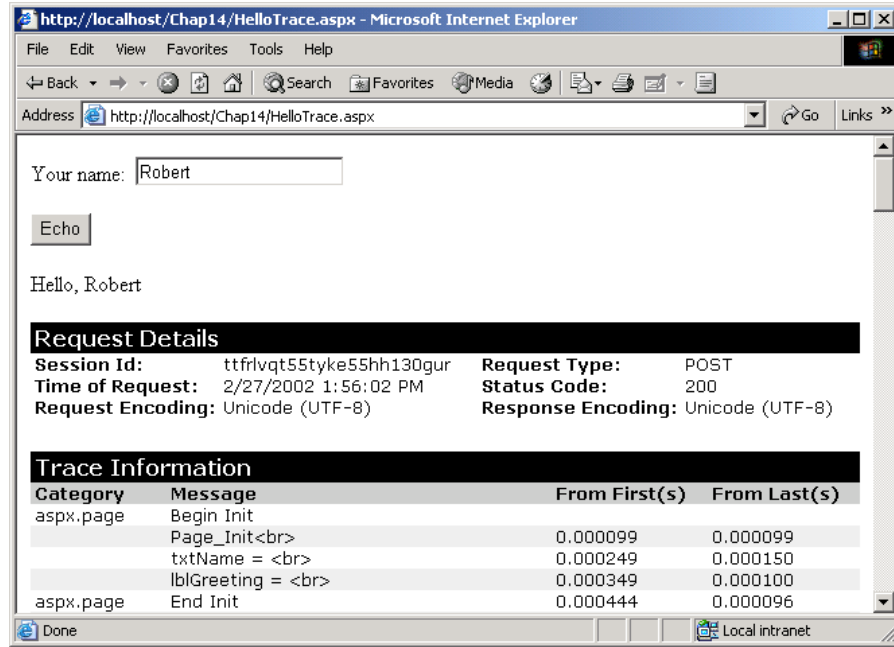 http://localhost/Chap14/HelloTrace.aspx - Microsoft Internet Explorer
File Edit View Favorites Tools Help
Back Search Favorites Media
Address http://localhost/Chap14/HelloTrace.aspx Go Links »
Your name: Robert
Echo
Hello, Robert
Request Details
Session Id: ttfrlvqt55tyke55hh130gur Request Type: POST
Time of Request: 2/27/2002 1:56:02 PM Status Code: 200
Request Encoding: Unicode (UTF-8) Response Encoding: Unicode (UTF-8)
Trace Information
Category Message From First(s) From Last(s)
aspx.page Begin Init
Page_Init<br> 0.000099 0.000099
txtName = <br> 0.000249 0.000150
lblGreeting = <br> 0.000349 0.000100
aspx.page End Init 0.000444 0.000096
Done Local intranet